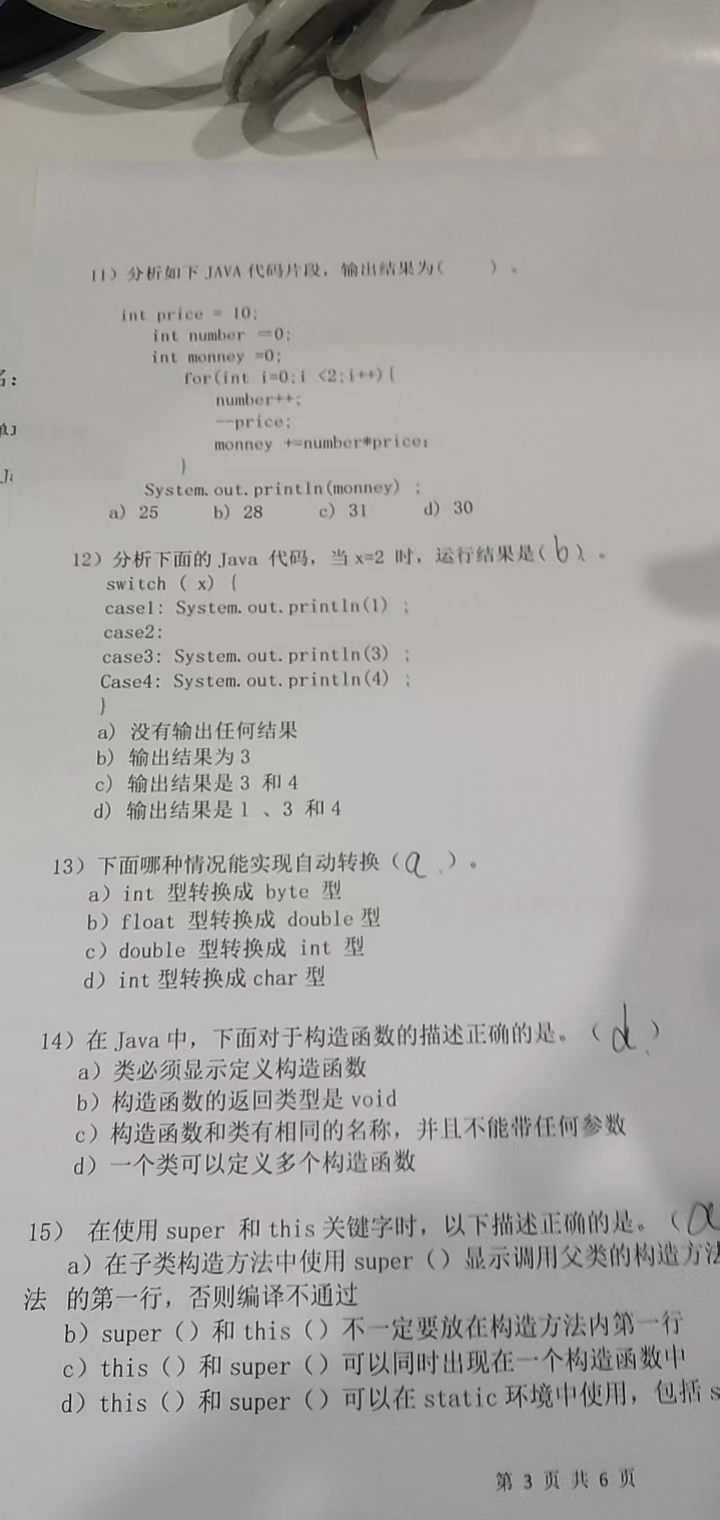 11）分析如下 JAVA 代码片段，输出结果为（ ）。
int price = 10;
int number =0;
int monney =0;
for(int i=0;i <2;i++){
number++;
--price;
monney +=number*price;
}
System.out.println(monney) ;
a) 25 b) 28 c) 31 d) 30
12）分析下面的 Java 代码，当 x=2 时，运行结果是（b）。
switch ( x) {
case1: System.out.println(1) ;
case2:
case3: System.out.println(3) ;
Case4: System.out.println(4) ;
}
a) 没有输出任何结果
b) 输出结果为 3
c) 输出结果是 3 和 4
d) 输出结果是 1 、3 和 4
13）下面哪种情况能实现自动转换（a）。
a）int 型转换成 byte 型
b）float 型转换成 double 型
c）double 型转换成 int 型
d）int 型转换成 char 型
14）在 Java 中，下面对于构造函数的描述正确的是。（d）
a）类必须显示定义构造函数
b）构造函数的返回类型是 void
c）构造函数和类有相同的名称，并且不能带任何参数
d）一个类可以定义多个构造函数
15） 在使用 super 和 this 关键字时，以下描述正确的是。（a
a）在子类构造方法中使用 super（）显示调用父类的构造方法
法 的第一行，否则编译不通过
b）super（）和 this（）不一定要放在构造方法内第一行
c）this（）和 super（）可以同时出现在一个构造函数中
d）this（）和 super（）可以在 static 环境中使用，包括 s
第 3 页 共 6 页